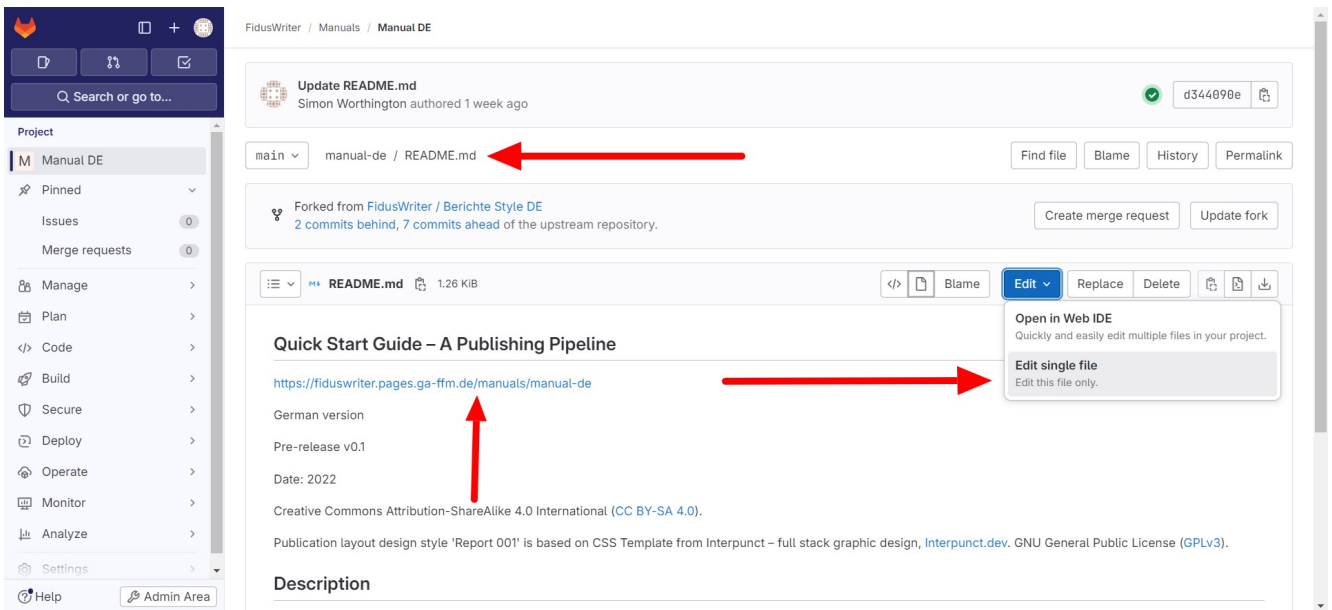 FidusWriter / Manuals / Manual DE
Search or go to...
Project
M Manual DE
Pinned
Issues 0
Merge requests 0
Manage
Plan
Code
Build
Secure
Deploy
Operate
Monitor
Analyze
Settings
Help
Admin Area
Update README.md
Simon Worthington authored 1 week ago
d344090e
main manual-de / README.md
Find file Blame History Permalink
Forked from FidusWriter / Berichte Style DE
2 commits behind, 7 commits ahead of the upstream repository.
Create merge request Update fork
README.md 1.26 KiB
</> Blame Edit Replace Delete
Open in Web IDE
Quickly and easily edit multiple files in your project.
Edit single file
Edit this file only.
Quick Start Guide – A Publishing Pipeline
https://fiduswriter.pages.ga-ffm.de/manuals/manual-de
German version
Pre-release v0.1
Date: 2022
Creative Commons Attribution-ShareAlike 4.0 International (CC BY-SA 4.0).
Publication layout design style 'Report 001' is based on CSS Template from Interpunct – full stack graphic design, Interpunct.dev. GNU General Public License (GPLv3).
Description